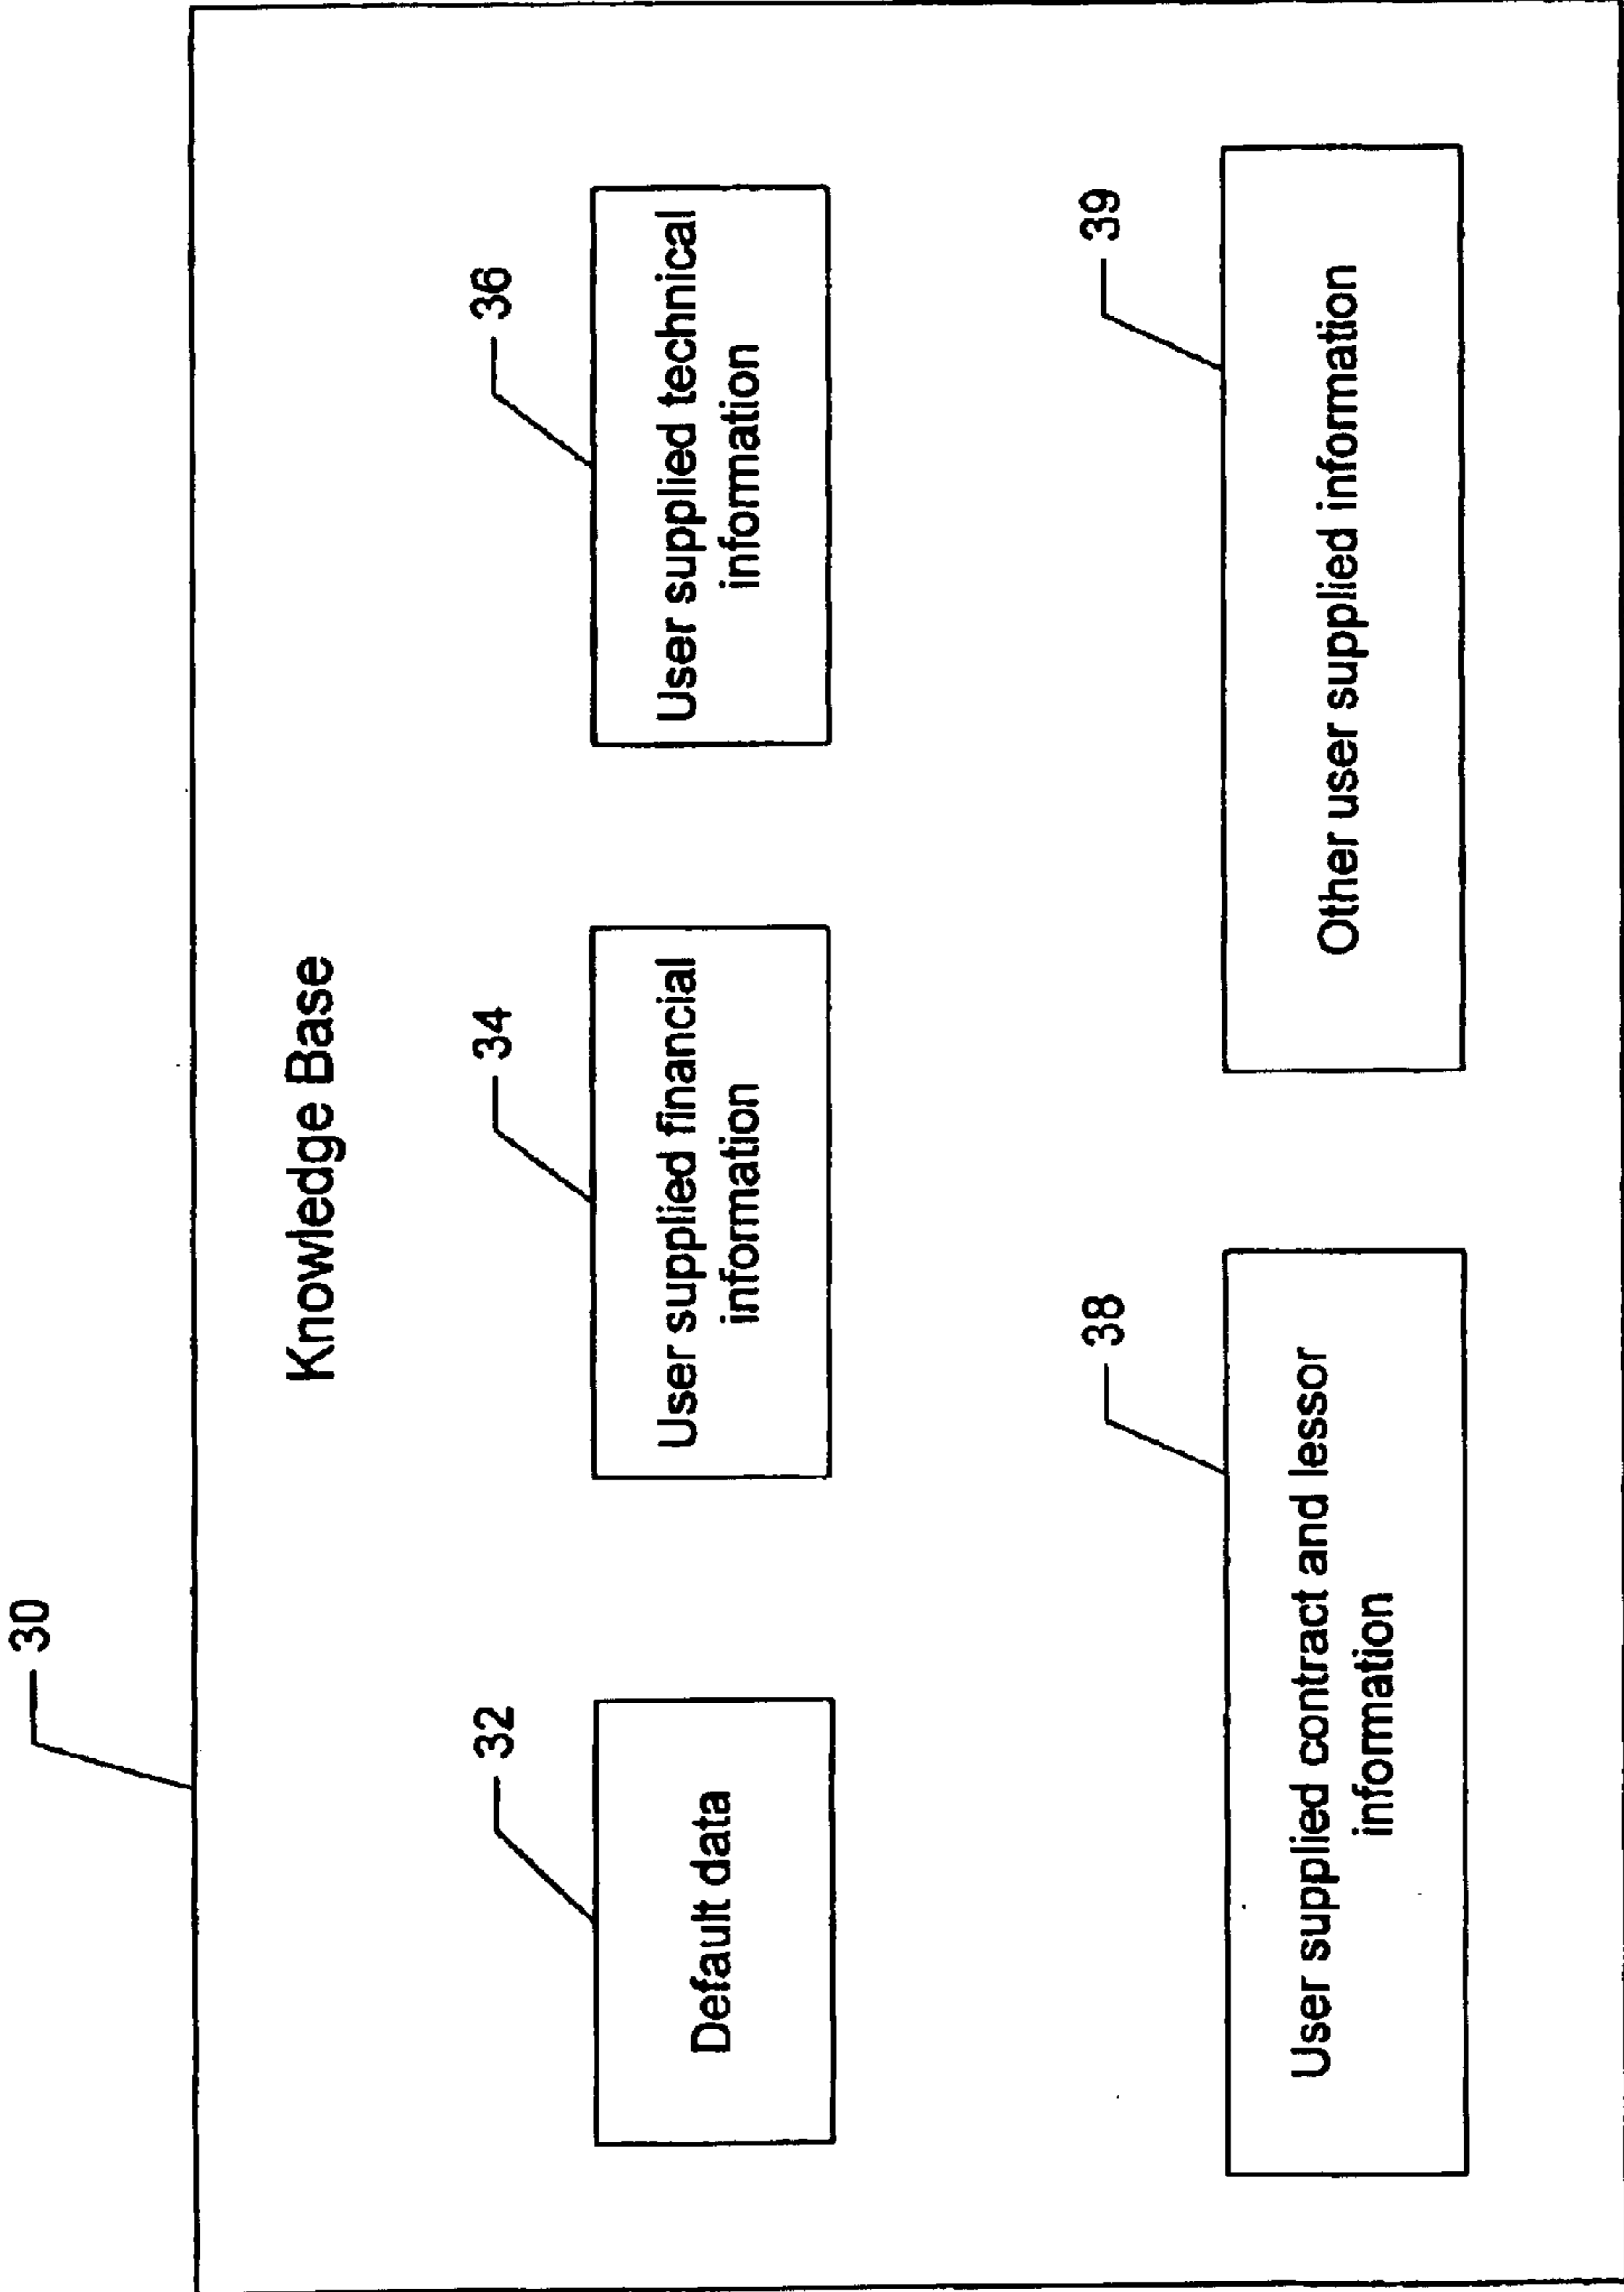 30
Knowledge Base
32
Default data
34
User supplied financial
information
36
User supplied technical
information
38
User supplied contract and lessor
information
39
Other user supplied information